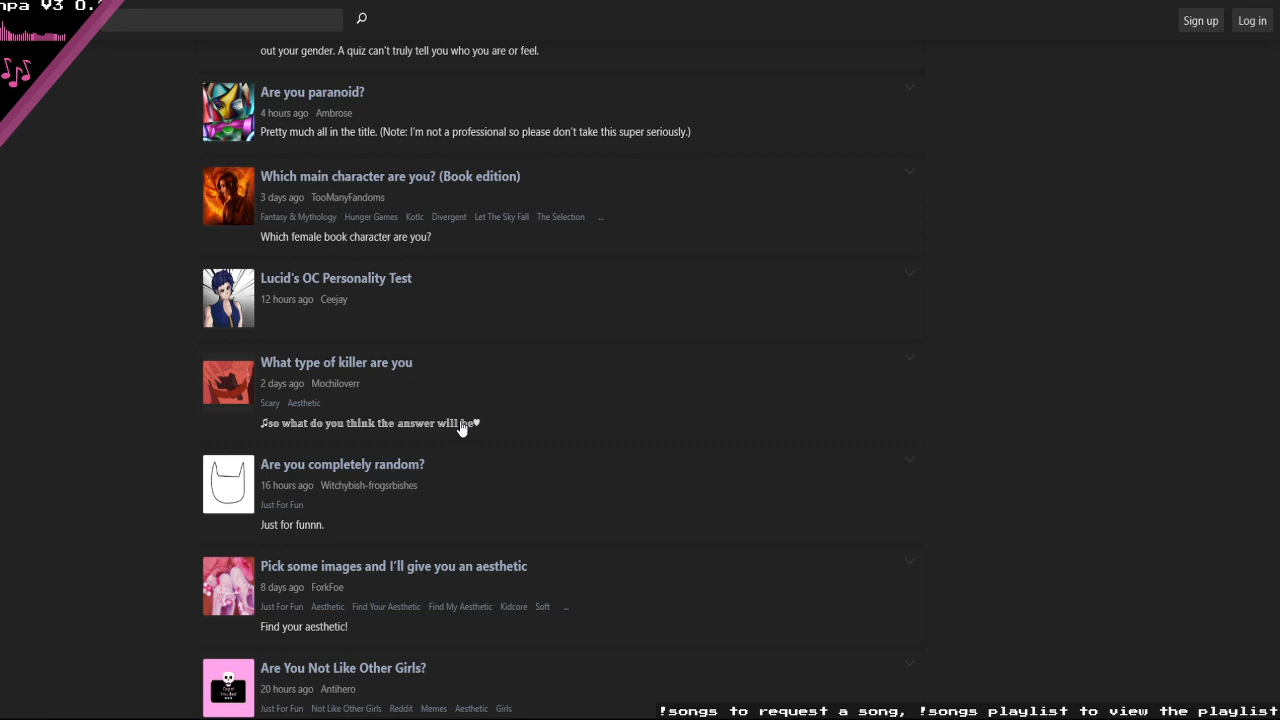 npa V3 0.
Sign up
Log in
out your gender. A quiz can't truly tell you who you are or feel.
Are you paranoid?
4 hours ago Ambrose
Pretty much all in the title. (Note: I'm not a professional so please don't take this super seriously.)
Which main character are you? (Book edition)
3 days ago TooManyFandoms
Fantasy & Mythology Hunger Games Kotlc Divergent Let The Sky Fall The Selection ...
Which female book character are you?
Lucid's OC Personality Test
12 hours ago Ceejay
What type of killer are you
2 days ago Mochiloverr
Scary Aesthetic
♫so what do you think the answer will be♥
Are you completely random?
16 hours ago Witchybish-frogsrbishes
Just For Fun
Just for funnn.
Pick some images and I'll give you an aesthetic
8 days ago ForkFoe
Just For Fun Aesthetic Find Your Aesthetic Find My Aesthetic Kidcore Soft ...
Find your aesthetic!
Are You Not Like Other Girls?
20 hours ago Antihero
Just For Fun Not Like Other Girls Reddit Memes Aesthetic Girls
!songs to request a song, !songs playlist to view the playlist